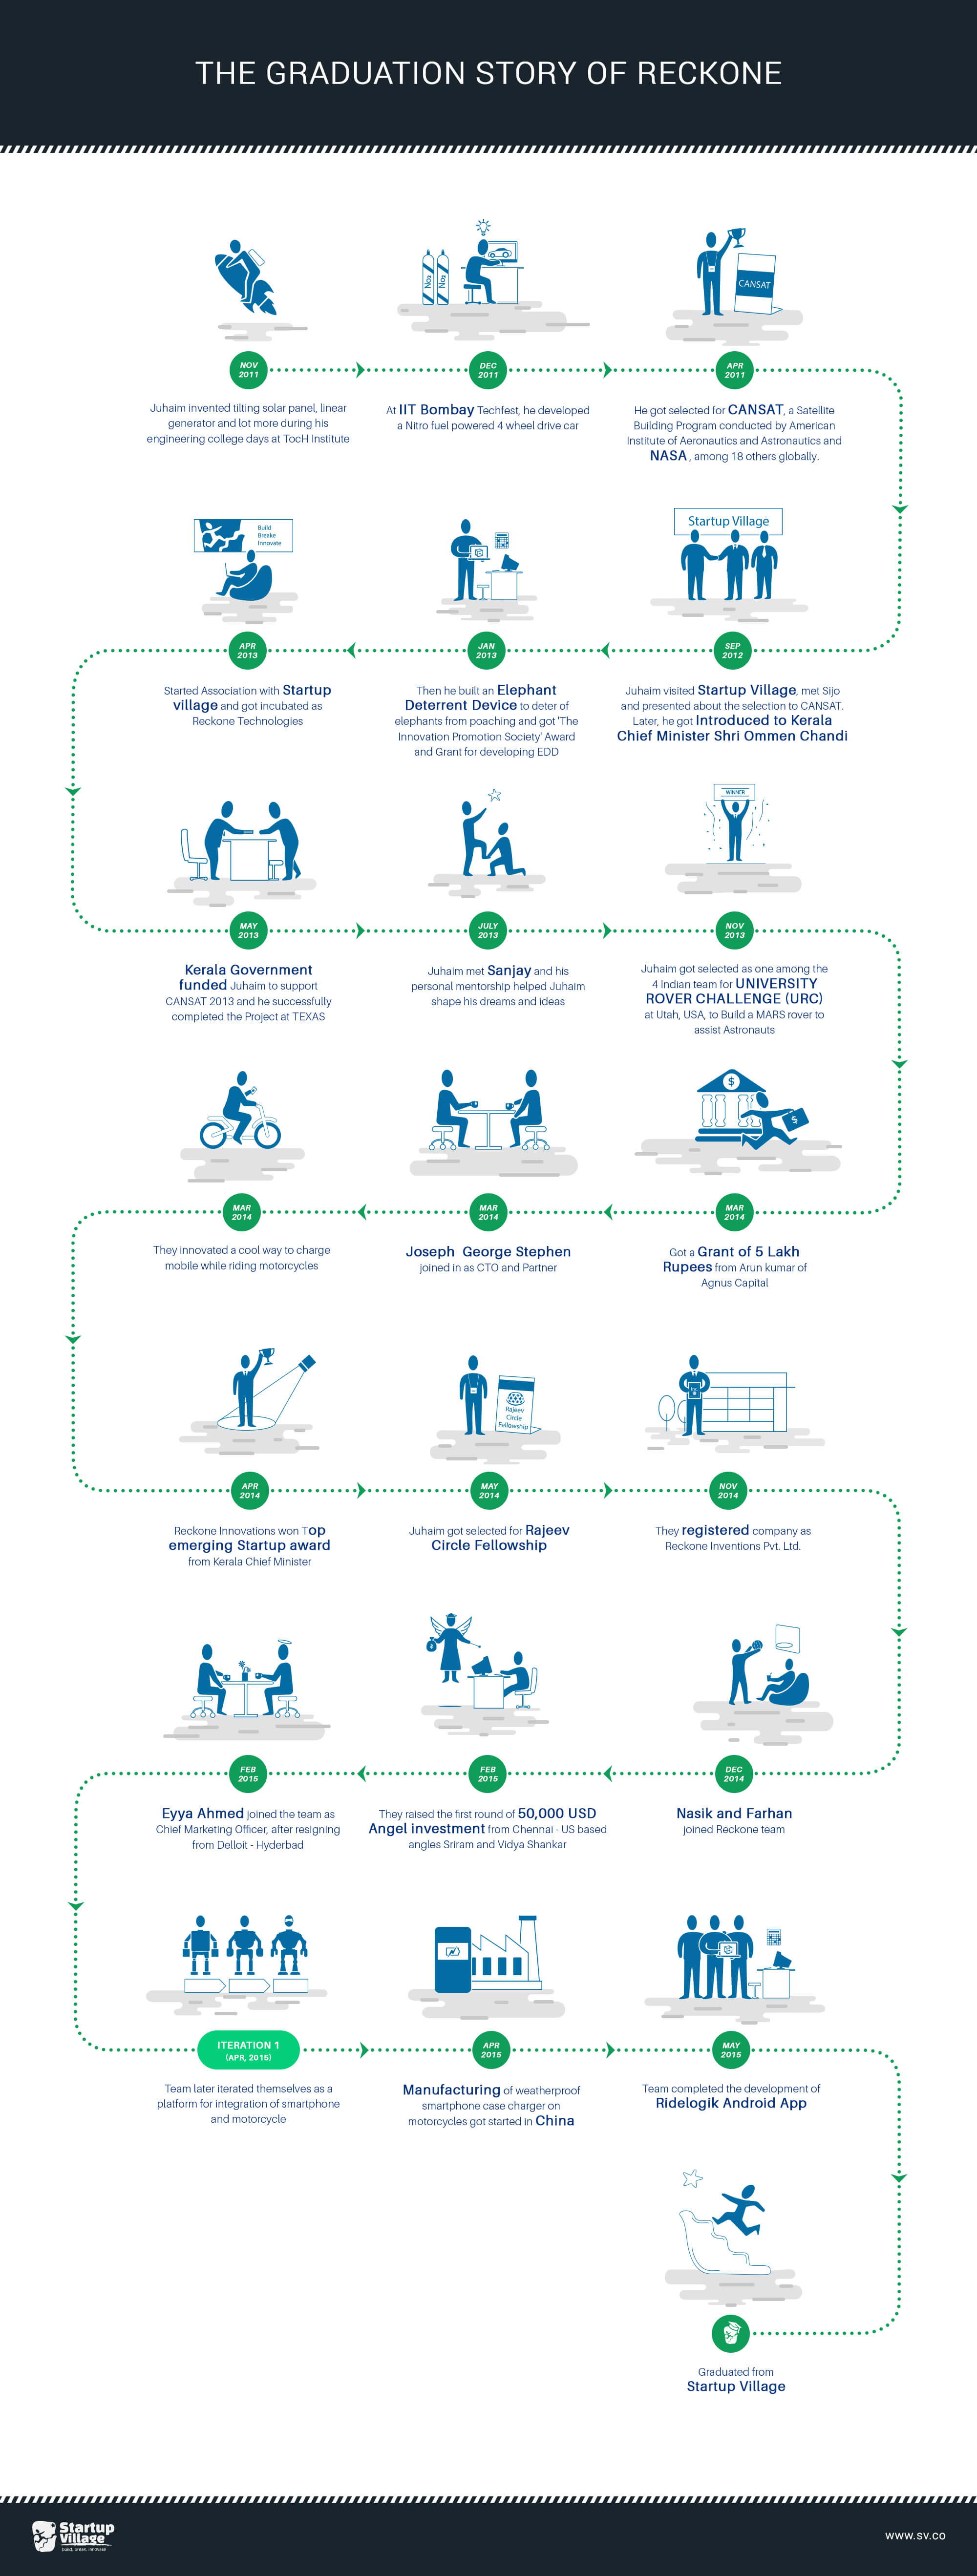 THE GRADUATION STORY OF RECKONE
No2
No2
CANSAT
NOV
2011
DEC
2011
APR
2011
Juhaim invented tilting solar panel, linear
generator and lot more during his
engineering college days at TocH Institute
At IIT Bombay Techfest, he developed
a Nitro fuel powered 4 wheel drive car
He got selected for CANSAT, a Satellite
Building Program conducted by American
Institute of Aeronautics and Astronautics and
NASA, among 18 others globally.
Startup Village
Build
Breake
Innovate
SEP
2012
JAN
2013
APR
2013
Juhaim visited Startup Village, met Sijo
and presented about the selection to CANSAT.
Later, he got Introduced to Kerala
Chief Minister Shri Ommen Chandi
Then he built an Elephant
Deterrent Device to deter of
elephants from poaching and got 'The
Innovation Promotion Society' Award
and Grant for developing EDD
Started Association with Startup
village and got incubated as
Reckone Technologies
WINNER
MAY
2013
JULY
2013
NOV
2013
Kerala Government
funded Juhaim to support
CANSAT 2013 and he successfully
completed the Project at TEXAS
Juhaim met Sanjay and his
personal mentorship helped Juhaim
shape his dreams and ideas
Juhaim got selected as one among the
4 Indian team for UNIVERSITY
ROVER CHALLENGE (URC)
at Utah, USA, to Build a MARS rover to
assist Astronauts
$
$
MAR
2014
MAR
2014
MAR
2014
Got a Grant of 5 Lakh
Rupees from Arun kumar of
Agnus Capital
Joseph George Stephen
joined in as CTO and Partner
They innovated a cool way to charge
mobile while riding motorcycles
Rajeev
Circle
Fellowship
APR
2014
MAY
2014
NOV
2014
Reckone Innovations won Top
emerging Startup award
from Kerala Chief Minister
Juhaim got selected for Rajeev
Circle Fellowship
They registered company as
Reckone Inventions Pvt. Ltd.
DEC
2014
FEB
2015
FEB
2015
Nasik and Farhan
joined Reckone team
They raised the first round of 50,000 USD
Angel investment from Chennai - US based
angles Sriram and Vidya Shankar
Eyya Ahmed joined the team as
Chief Marketing Officer, after resigning
from Delloit - Hyderbad
ITERATION 1
(APR, 2015)
APR
2015
MAY
2015
Team later iterated themselves as a
platform for integration of smartphone
and motorcycle
Manufacturing of weatherproof
smartphone case charger on
motorcycles got started in China
Team completed the development of
Ridelogik Android App
Graduated from
Startup Village
Startup
Village
build. break. innovate
WWW.SV.CO